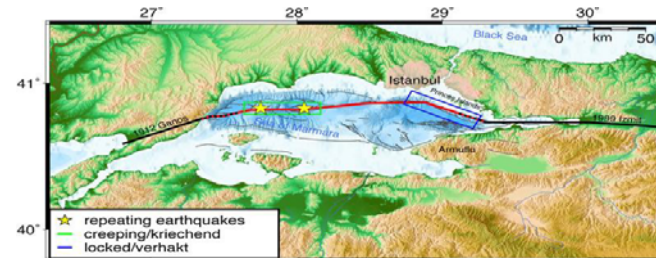 27° 28° 29° 30°
Black Sea
0 km 50
41°
Istanbul
Princes Islands
1912 Ganos
Sea of Marmara
1999 Izmit
Armutlu
40°
repeating earthquakes
creeping/kriechend
locked/verhakt